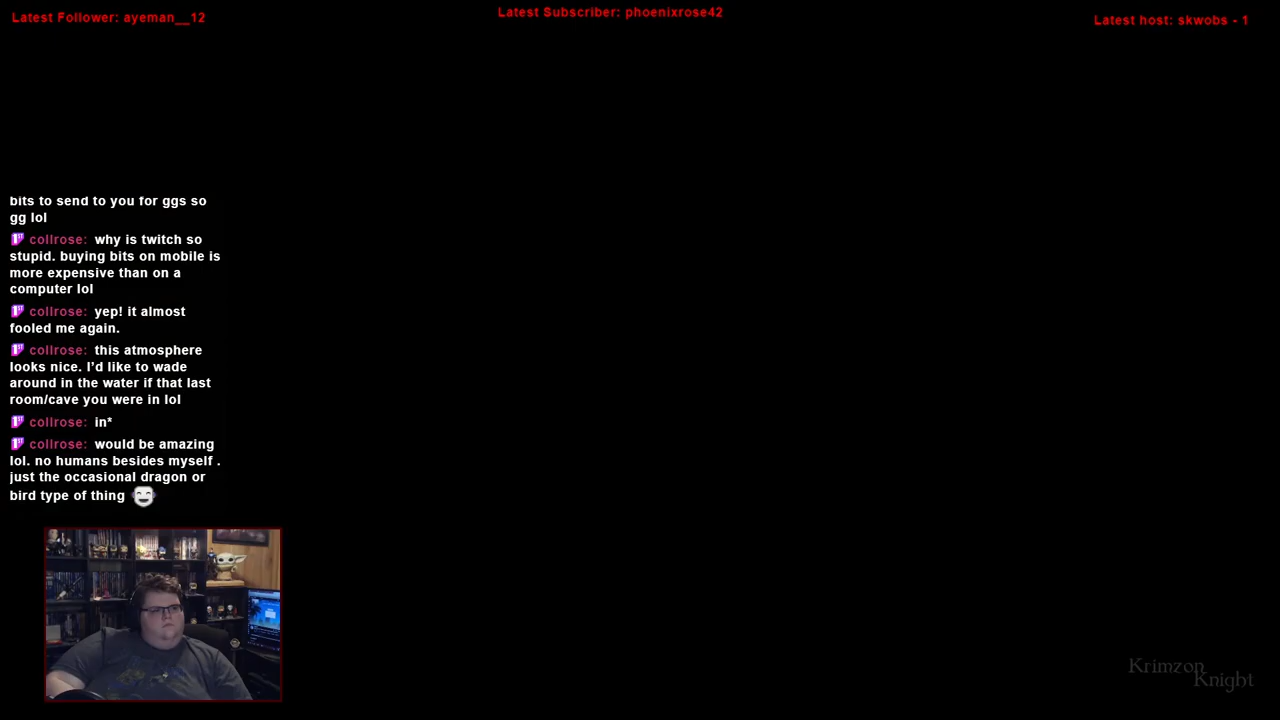 Latest Follower: ayeman__12
Latest Subscriber: phoenixrose42
Latest host: skwobs - 1
bits to send to you for ggs so
gg lol
collrose: why is twitch so
stupid. buying bits on mobile is
more expensive than on a
computer lol
collrose: yep! it almost
fooled me again.
collrose: this atmosphere
looks nice. I'd like to wade
around in the water if that last
room/cave you were in lol
collrose: in*
collrose: would be amazing
lol. no humans besides myself .
just the occasional dragon or
bird type of thing
Krimzon
Knight